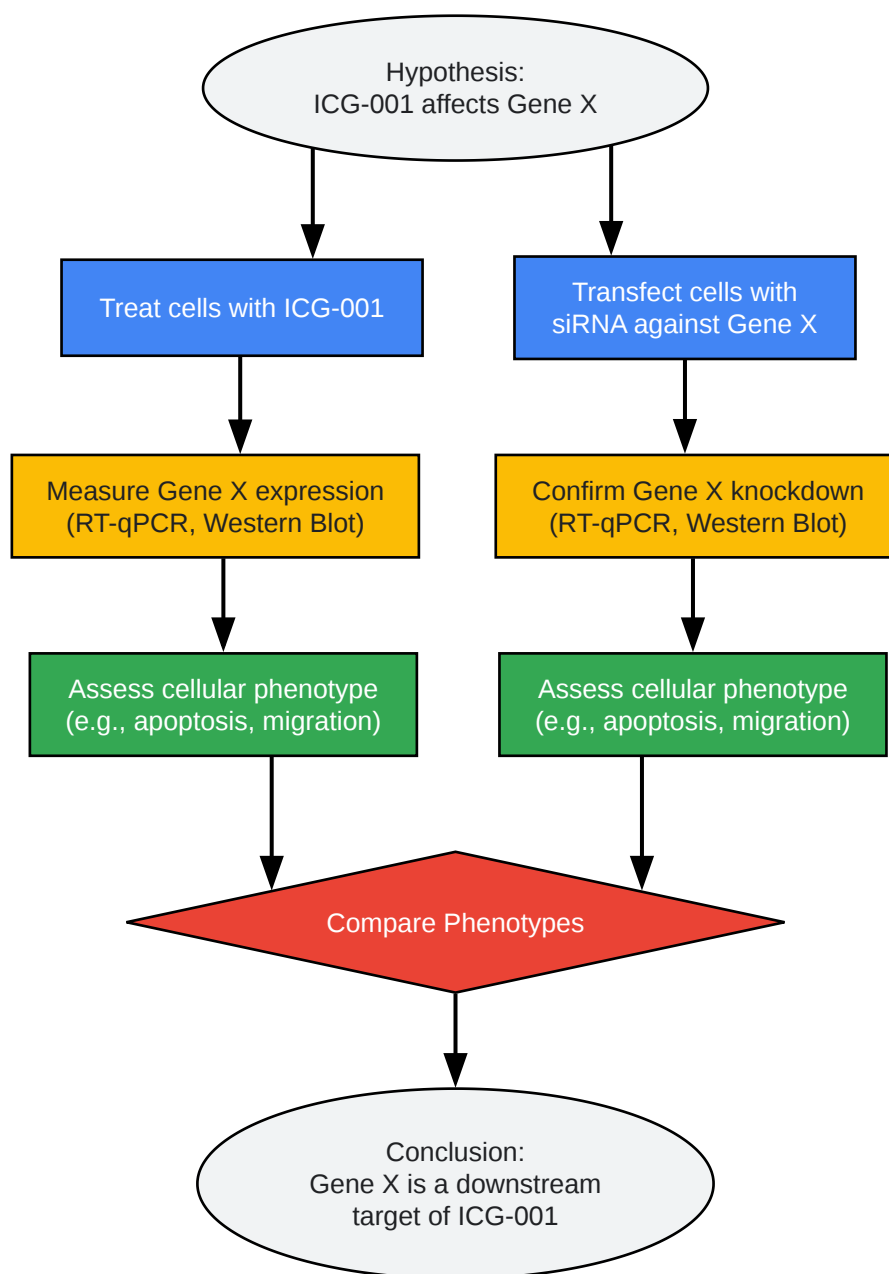 Hypothesis:
ICG-001 affects Gene X
Treat cells with ICG-001
Transfect cells with
siRNA against Gene X
Measure Gene X expression
(RT-qPCR, Western Blot)
Confirm Gene X knockdown
(RT-qPCR, Western Blot)
Assess cellular phenotype
(e.g., apoptosis, migration)
Assess cellular phenotype
(e.g., apoptosis, migration)
Compare Phenotypes
Conclusion:
Gene X is a downstream
target of ICG-001